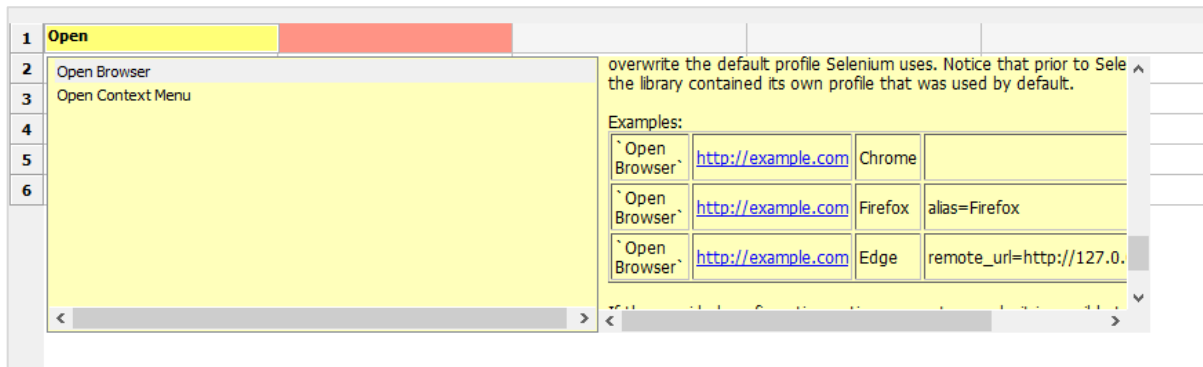 1 Open
2
3
4
5
6
Open Browser
Open Context Menu
overwrite the default profile Selenium uses. Notice that prior to Sele
the library contained its own profile that was used by default.
Examples:
`Open Browser` http://example.com Chrome
`Open Browser` http://example.com Firefox alias=Firefox
`Open Browser` http://example.com Edge remote_url=http://127.0.